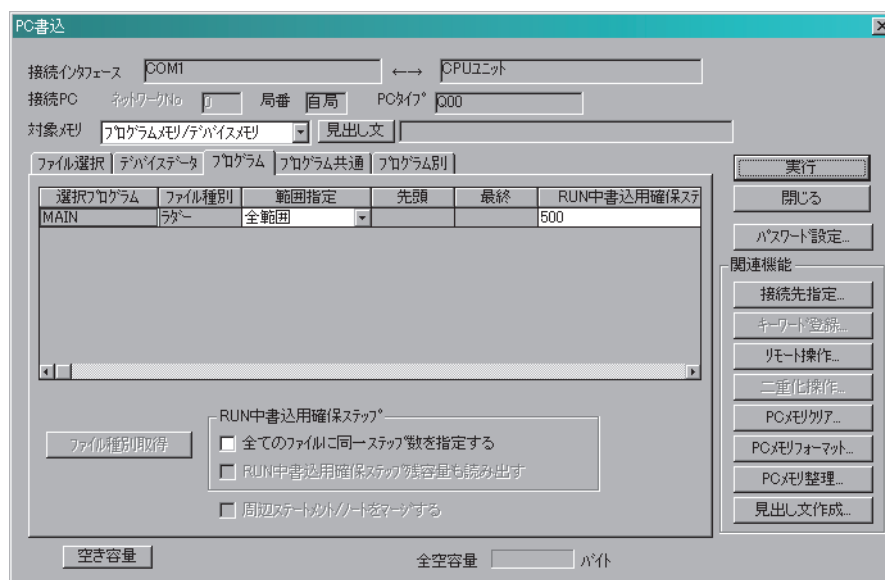 PC書込
接続インタフェース COM1 ←→ CPUユニット
接続PC ネットワークNo 0 局番 自局 PCタイプ Q00
対象メモリ プログラムメモリ/デバイスメモリ 見出し文
ファイル選択 デバイスデータ プログラム プログラム共通 プログラム別
実行
選択プログラム ファイル種別 範囲指定 先頭 最終 RUN中書込用確保ステ
閉じる
MAIN ラダー 全範囲 500
パスワード設定...
関連機能
接続先指定...
キーワード登録...
リモート操作...
二重化操作...
PCメモリクリア...
PCメモリフォーマット...
PCメモリ整理...
見出し文作成...
RUN中書込用確保ステップ
ファイル種別取得
全てのファイルに同一ステップ数を指定する
RUN中書込用確保ステップ残容量も読み出す
周辺ステートメント/ノートをマージする
空き容量 全空容量 バイト